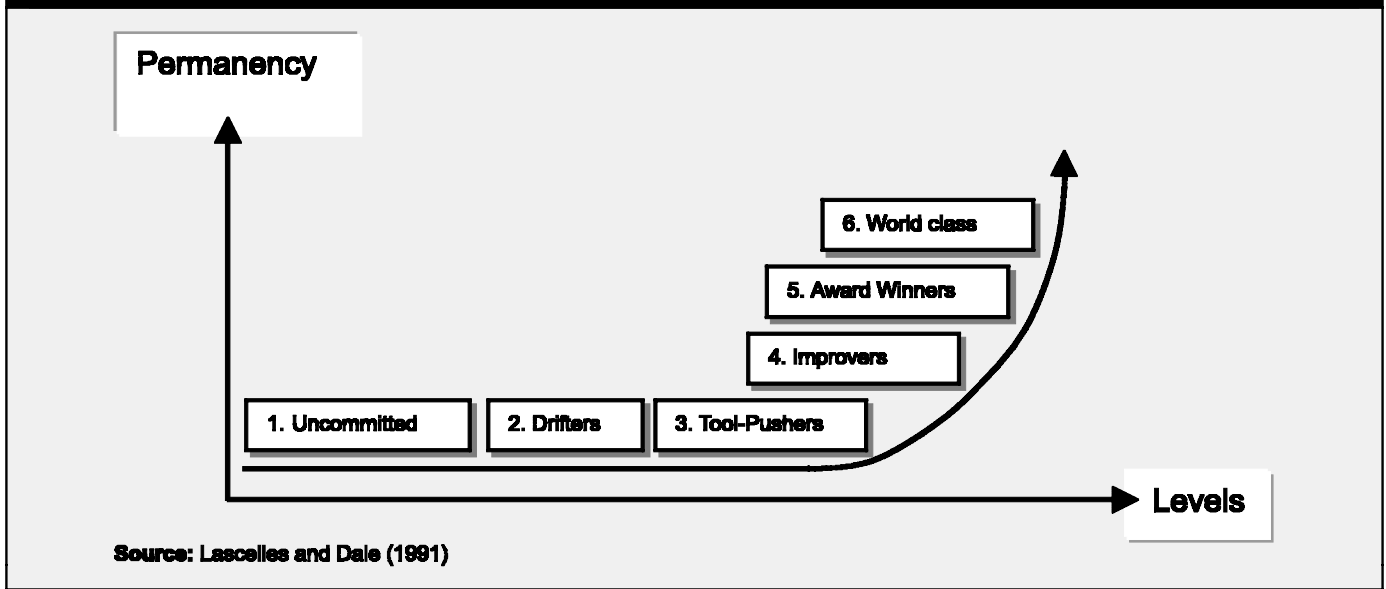 Permanency
6. World class
5. Award Winners
4. Improvers
1. Uncommitted
2. Drifters
3. Tool-Pushers
Levels
Source: Lascelles and Dale (1991)